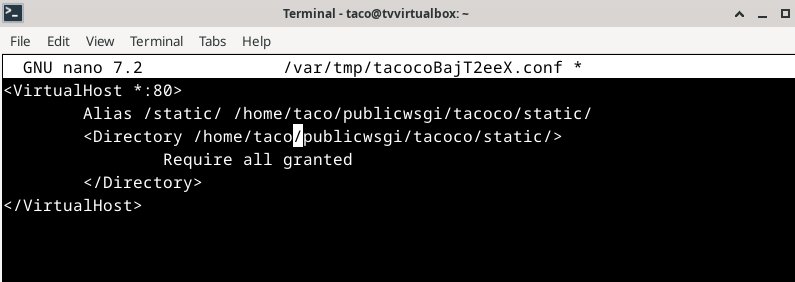 Terminal - taco@tvvirtualbox: ~
File Edit View Terminal Tabs Help
GNU nano 7.2 /var/tmp/tacocoBajT2eeX.conf *
<VirtualHost *:80>
Alias /static/ /home/taco/publicwsgi/tacoco/static/
<Directory /home/taco/publicwsgi/tacoco/static/>
Require all granted
</Directory>
</VirtualHost>